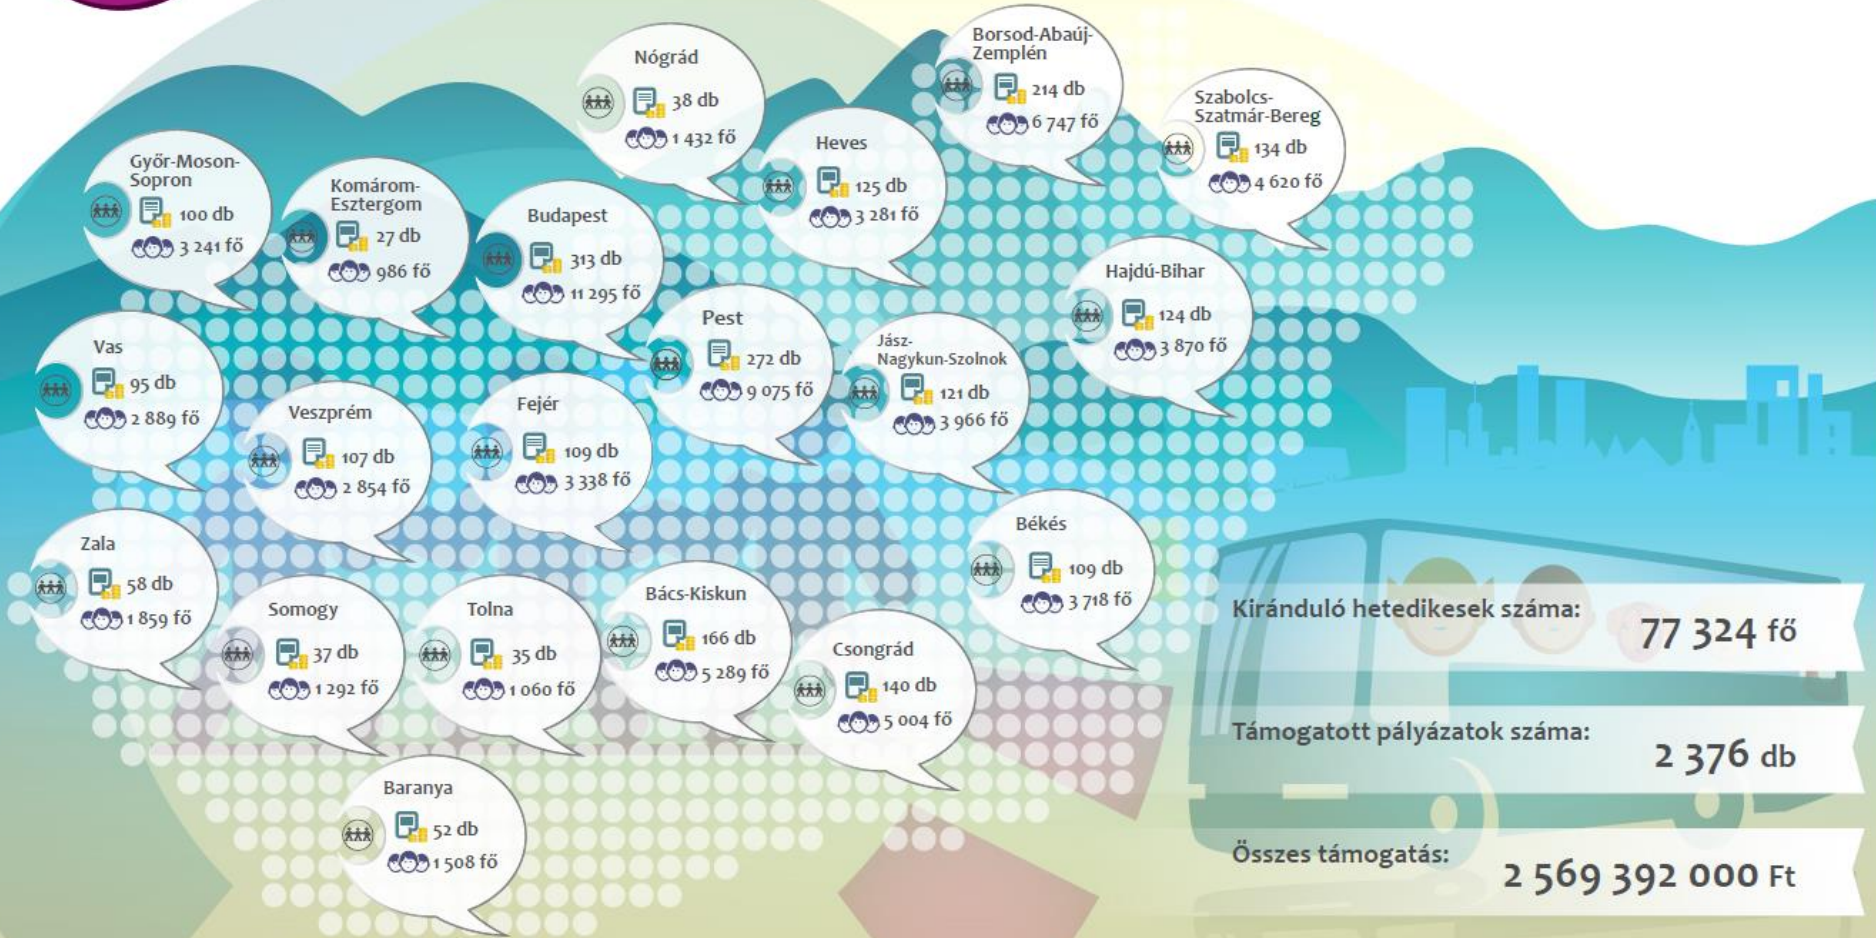 Nógrád
38 db
1 432 fő
Borsod-Abaúj-
Zemplén
214 db
6 747 fő
Szabolcs-
Szatmár-Bereg
134 db
4 620 fő
Heves
125 db
3 281 fő
Győr-Moson-
Sopron
100 db
3 241 fő
Komárom-
Esztergom
27 db
986 fő
Budapest
313 db
11 295 fő
Hajdú-Bihar
124 db
3 870 fő
Pest
272 db
9 075 fő
Jász-
Nagykun-Szolnok
121 db
3 966 fő
Vas
95 db
2 889 fő
Veszprém
107 db
2 854 fő
Fejér
109 db
3 338 fő
Békés
109 db
3 718 fő
Zala
58 db
1 859 fő
Somogy
37 db
1 292 fő
Tolna
35 db
1 060 fő
Bács-Kiskun
166 db
5 289 fő
Csongrád
140 db
5 004 fő
Baranya
52 db
1 508 fő
Kiránduló hetedikesek száma:
77 324 fő
Támogatott pályázatok száma:
2 376 db
Összes támogatás:
2 569 392 000 Ft